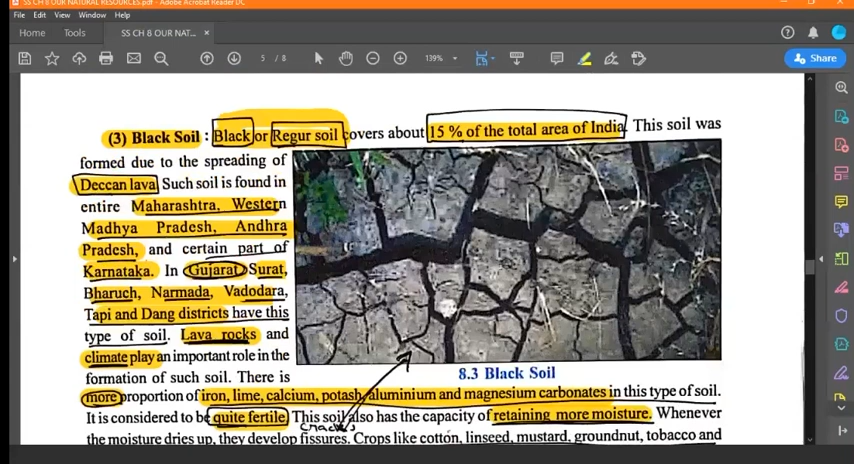 SS CH 8 OUR NATURAL RESOURCES.pdf - Adobe Acrobat Reader DC
File Edit View Window Help
Home Tools SS CH 8 OUR NAT... ×
5 / 8 139% Share
(3) Black Soil : Black or Regur soil covers about 15 % of the total area of India. This soil was
formed due to the spreading of
Deccan lava. Such soil is found in
entire Maharashtra, Western
Madhya Pradesh, Andhra
Pradesh, and certain part of
Karnataka. In Gujarat Surat,
Bharuch, Narmada, Vadodara,
Tapi and Dang districts have this
type of soil. Lava rocks and
climate play an important role in the
formation of such soil. There is
8.3 Black Soil
more proportion of iron, lime, calcium, potash, aluminium and magnesium carbonates in this type of soil.
It is considered to be quite fertile. This soil also has the capacity of retaining more moisture. Whenever
cracks
the moisture dries up, they develop fissures. Crops like cotton, linseed, mustard, groundnut, tobacco and